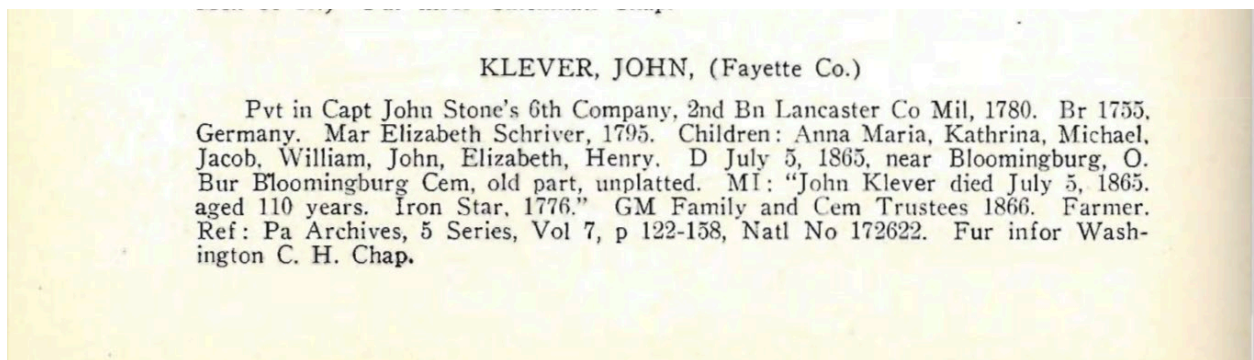 KLEVER, JOHN, (Fayette Co.)
Pvt in Capt John Stone's 6th Company, 2nd Bn Lancaster Co Mil, 1780. Br 1755,
Germany. Mar Elizabeth Schriver, 1795. Children: Anna Maria, Kathrina, Michael,
Jacob, William, John, Elizabeth, Henry. D July 5, 1865, near Bloomingburg, O.
Bur Bloomingburg Cem, old part, unplatted. MI: "John Klever died July 5, 1865.
aged 110 years. Iron Star, 1776." GM Family and Cem Trustees 1866. Farmer.
Ref: Pa Archives, 5 Series, Vol 7, p 122-158, Natl No 172622. Fur infor Wash-
ington C. H. Chap.